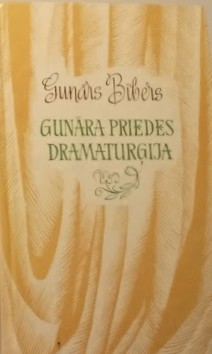 Gunārs Bībers
GUNĀRA PRIEDES
DRAMATURĢIJA